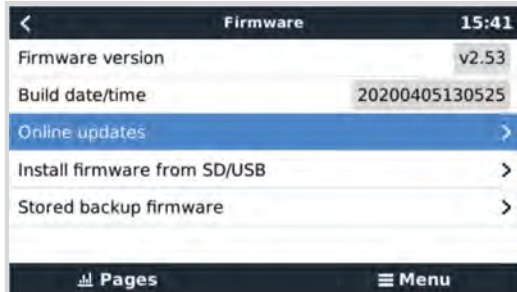 Firmware 15:41
Firmware version v2.53
Build date/time 20200405130525
Online updates
Install firmware from SD/USB
Stored backup firmware
Pages Menu